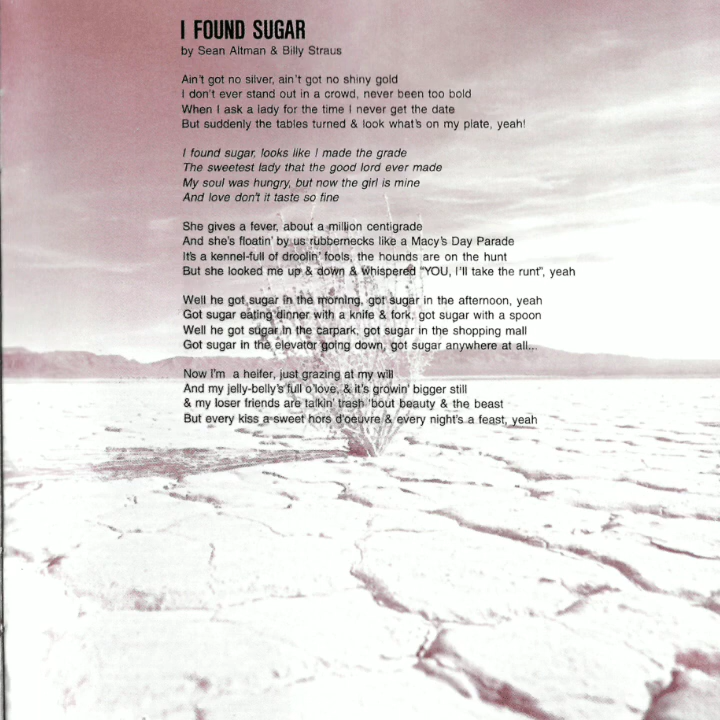 I FOUND SUGAR
by Sean Altman & Billy Straus
Ain't got no silver, ain't got no shiny gold
I don't ever stand out in a crowd, never been too bold
When I ask a lady for the time I never get the date
But suddenly the tables turned & look what's on my plate, yeah!
I found sugar, looks like I made the grade
The sweetest lady that the good lord ever made
My soul was hungry, but now the girl is mine
And love don't it taste so fine
She gives a fever, about a million centigrade
And she's floatin' by us rubbernecks like a Macy's Day Parade
It's a kennel-full of droolin' fools, the hounds are on the hunt
But she looked me up & down & whispered "YOU, I'll take the runt", yeah
Well he got sugar in the morning, got sugar in the afternoon, yeah
Got sugar eating dinner with a knife & fork, got sugar with a spoon
Well he got sugar in the carpark, got sugar in the shopping mall
Got sugar in the elevator going down, got sugar anywhere at all...
Now I'm a heifer, just grazing at my will
And my jelly-belly's full o'love, & it's growin' bigger still
& my loser friends are talkin' trash 'bout beauty & the beast
But every kiss a sweet hors d'oeuvre & every night's a feast, yeah